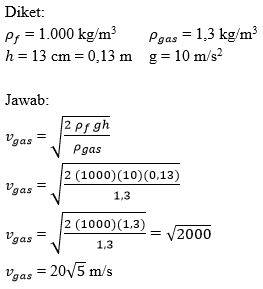 Diket:
ρf = 1.000 kg/m³ ρgas = 1,3 kg/m³
h = 13 cm = 0,13 m g = 10 m/s²
Jawab:
vgas = √(2 ρf gh / ρgas)
vgas = √(2 (1000)(10)(0,13) / 1,3)
vgas = √(2 (1000)(1,3) / 1,3) = √2000
vgas = 20√5 m/s